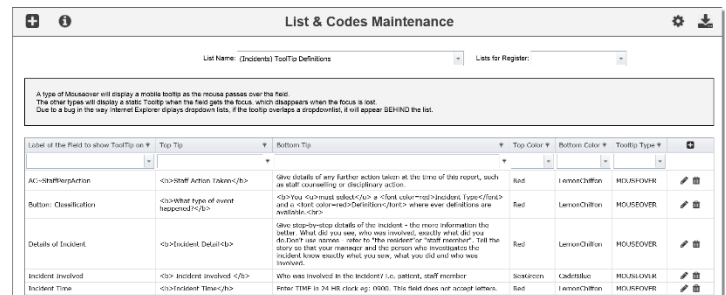 List & Codes Maintenance
List Name: (Incidents) ToolTip Definitions Lists for Register:
A type of Mouseover will display a mobile tooltip as the mouse passes over the field.
The other types will display a static Tooltip when the field gets the focus, which disappears when the focus is lost.
Due to a bug in the way Internet Explorer diplays dropdown lists, if the tooltip overlaps a dropdownlist, it will appear BEHIND the list.
Label of the Field to show ToolTip on Top Tip Bottom Tip Top Color Bottom Color Tooltip Type
AC-StaffPerpAction <b>Staff Action Taken</b> Give details of any further action taken at the time of this report, such
as staff counselling or disciplinary action. Red LemonChiffon MOUSEOVER
Button: Classification <b>What type of event
happened?</b> <b>You <u>must select</u> a <font color=red>Incident Type</font>
and a <font color=red>Definition</font> where ever definitions are
available.<br> Red LemonChiffon MOUSEOVER
Details of Incident <b>Incident Detail<b> Give step-by-step details of the incident - the more information the
better. What did you see, who was involved, exactly what did you
do.Don't use names - refer to "the resident"or "staff member". Tell the
story so that your manager and the person who investigates the
incident know exactly what you saw, what you did and who was
involved. Red LemonChiffon MOUSEOVER
Incident Involved <b> Incident Involved </b> Who was involved in the incident? i.e. patient, staff member SeaGreen CadetBlue MOUSEOVER
Incident Time <b>Incident Time</b> Enter TIME in 24 HR clock eg: 0900. This field does not accept letters. Red LemonChiffon MOUSEOVER